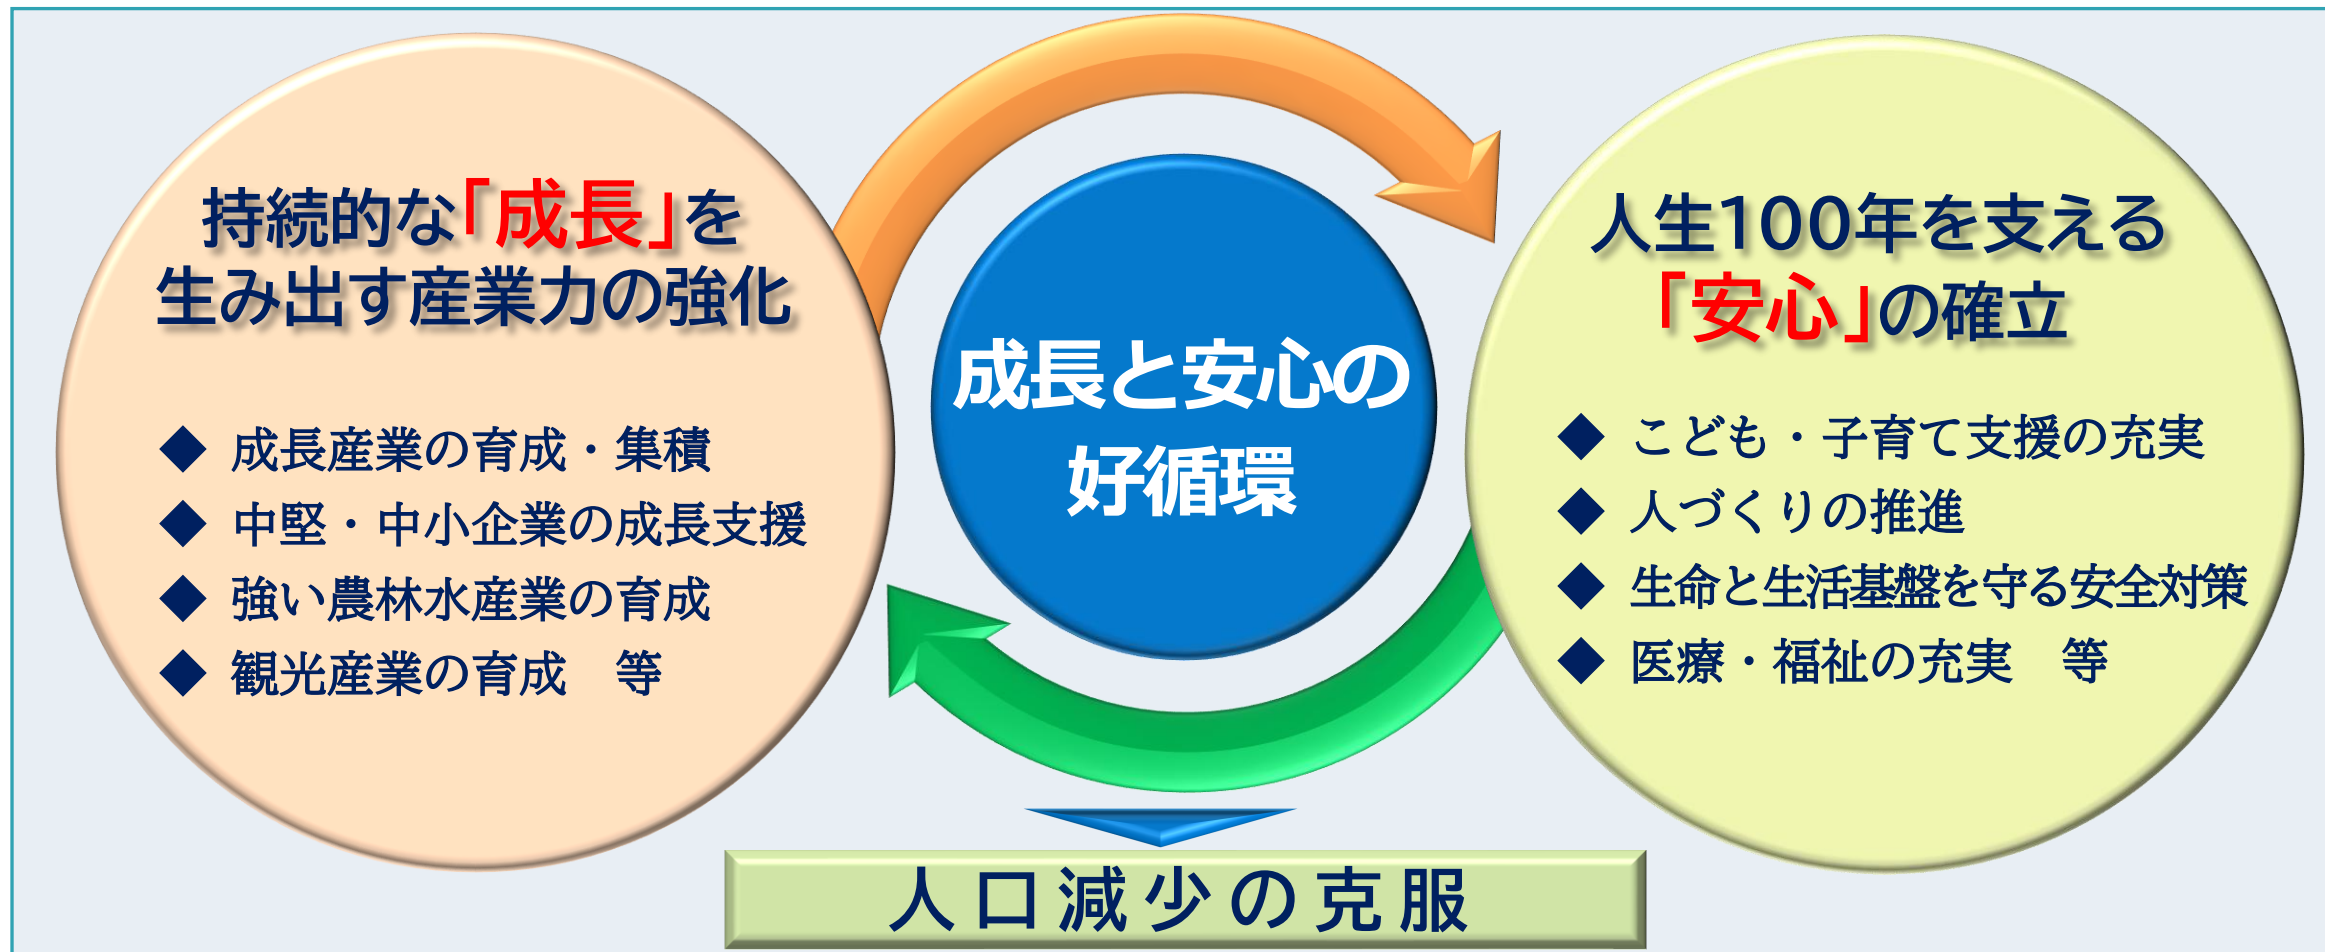 持続的な「成長」を
生み出す産業力の強化
◆ 成長産業の育成・集積
◆ 中堅・中小企業の成長支援
◆ 強い農林水産業の育成
◆ 観光産業の育成　等
成長と安心の
好循環
人生100年を支える
「安心」の確立
◆ こども・子育て支援の充実
◆ 人づくりの推進
◆ 生命と生活基盤を守る安全対策
◆ 医療・福祉の充実　等
人口減少の克服